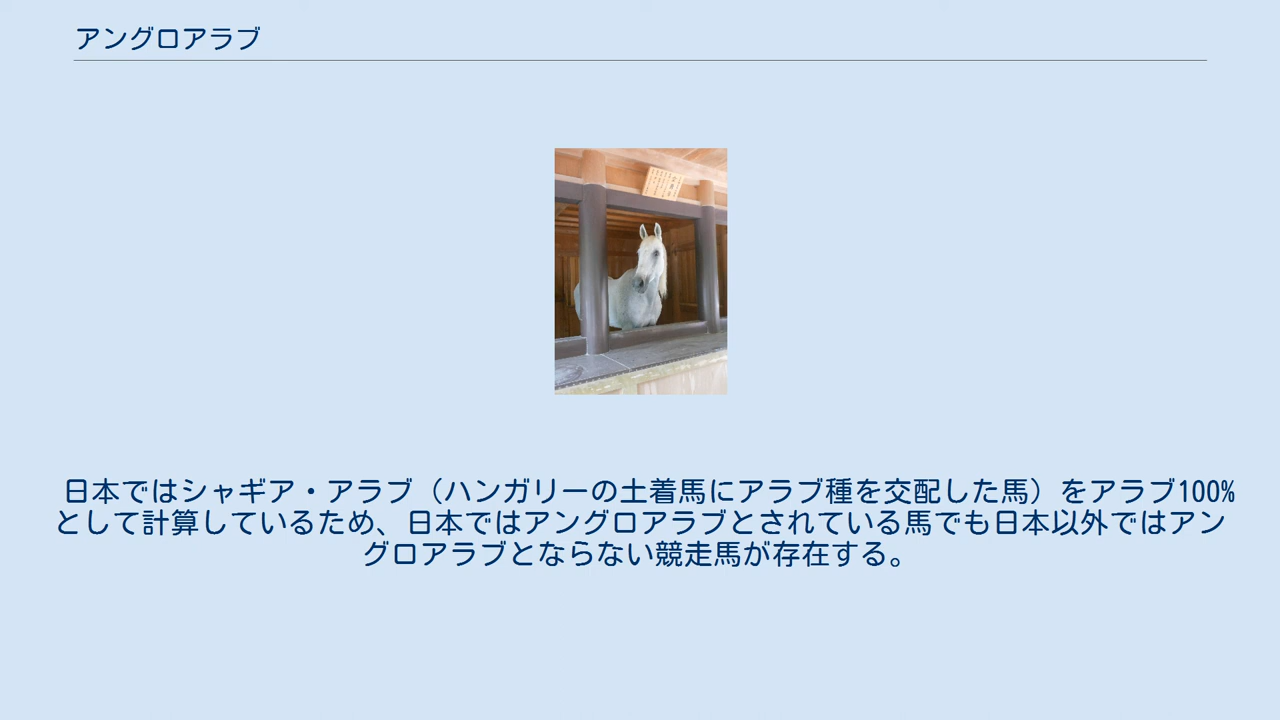 アングロアラブ
日本ではシャギア・アラブ（ハンガリーの土着馬にアラブ種を交配した馬）をアラブ100%
として計算しているため、日本ではアングロアラブとされている馬でも日本以外ではアン
グロアラブとならない競走馬が存在する。